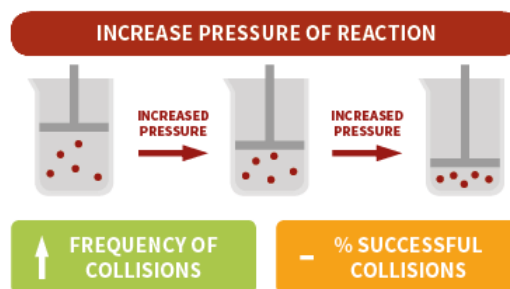 INCREASE PRESSURE OF REACTION
INCREASED
PRESSURE
INCREASED
PRESSURE
FREQUENCY OF
COLLISIONS
– % SUCCESSFUL
COLLISIONS